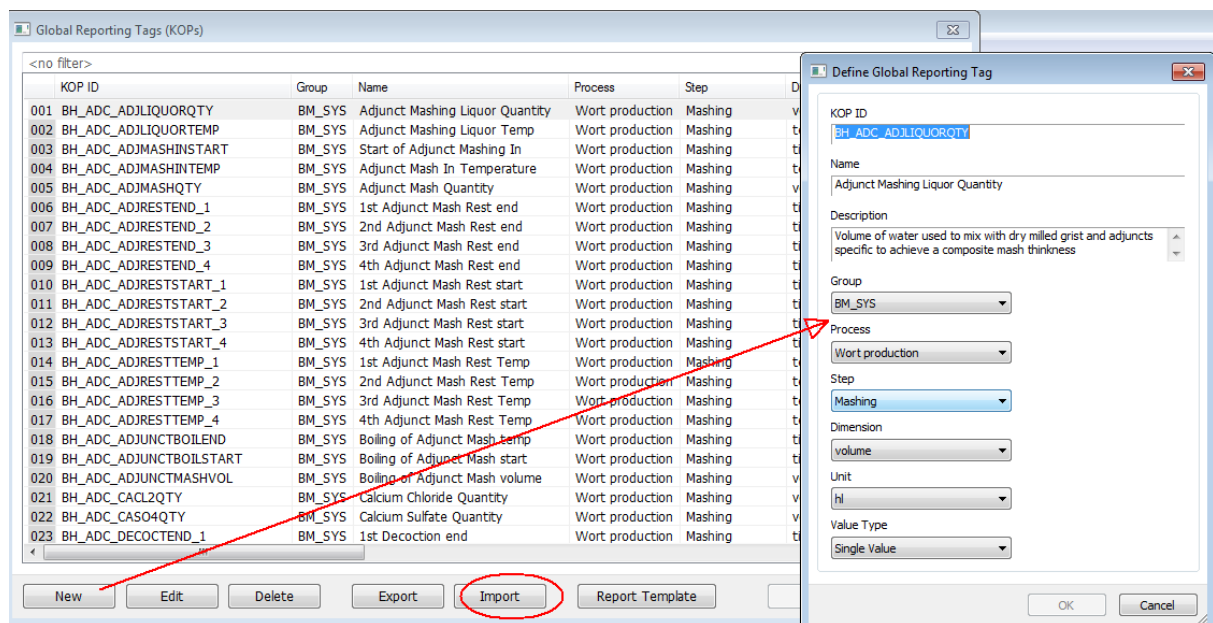 Global Reporting Tags (KOPs)
<no filter>
KOP ID Group Name Process Step D
001 BH_ADC_ADJLIQUORQTY BM_SYS Adjunct Mashing Liquor Quantity Wort production Mashing v
002 BH_ADC_ADJLIQUORTEMP BM_SYS Adjunct Mashing Liquor Temp Wort production Mashing t
003 BH_ADC_ADJMASHINSTART BM_SYS Start of Adjunct Mashing In Wort production Mashing ti
004 BH_ADC_ADJMASHINTEMP BM_SYS Adjunct Mash In Temperature Wort production Mashing t
005 BH_ADC_ADJMASHQTY BM_SYS Adjunct Mash Quantity Wort production Mashing v
006 BH_ADC_ADJRESTEND_1 BM_SYS 1st Adjunct Mash Rest end Wort production Mashing ti
007 BH_ADC_ADJRESTEND_2 BM_SYS 2nd Adjunct Mash Rest end Wort production Mashing ti
008 BH_ADC_ADJRESTEND_3 BM_SYS 3rd Adjunct Mash Rest end Wort production Mashing ti
009 BH_ADC_ADJRESTEND_4 BM_SYS 4th Adjunct Mash Rest end Wort production Mashing ti
010 BH_ADC_ADJRESTSTART_1 BM_SYS 1st Adjunct Mash Rest start Wort production Mashing ti
011 BH_ADC_ADJRESTSTART_2 BM_SYS 2nd Adjunct Mash Rest start Wort production Mashing ti
012 BH_ADC_ADJRESTSTART_3 BM_SYS 3rd Adjunct Mash Rest start Wort production Mashing ti
013 BH_ADC_ADJRESTSTART_4 BM_SYS 4th Adjunct Mash Rest start Wort production Mashing ti
014 BH_ADC_ADJRESTTEMP_1 BM_SYS 1st Adjunct Mash Rest Temp Wort production Mashing t
015 BH_ADC_ADJRESTTEMP_2 BM_SYS 2nd Adjunct Mash Rest Temp Wort production Mashing t
016 BH_ADC_ADJRESTTEMP_3 BM_SYS 3rd Adjunct Mash Rest Temp Wort production Mashing t
017 BH_ADC_ADJRESTTEMP_4 BM_SYS 4th Adjunct Mash Rest Temp Wort production Mashing t
018 BH_ADC_ADJUNCTBOILEND BM_SYS Boiling of Adjunct Mash temp Wort production Mashing ti
019 BH_ADC_ADJUNCTBOILSTART BM_SYS Boiling of Adjunct Mash start Wort production Mashing ti
020 BH_ADC_ADJUNCTMASHVOL BM_SYS Boiling of Adjunct Mash volume Wort production Mashing v
021 BH_ADC_CACL2QTY BM_SYS Calcium Chloride Quantity Wort production Mashing v
022 BH_ADC_CASO4QTY BM_SYS Calcium Sulfate Quantity Wort production Mashing v
023 BH_ADC_DECOCTEND_1 BM_SYS 1st Decoction end Wort production Mashing ti
New Edit Delete Export Import Report Template
Define Global Reporting Tag
KOP ID
BH_ADC_ADJLIQUORQTY
Name
Adjunct Mashing Liquor Quantity
Description
Volume of water used to mix with dry milled grist and adjuncts
specific to achieve a composite mash thinkness
Group
BM_SYS
Process
Wort production
Step
Mashing
Dimension
volume
Unit
hl
Value Type
Single Value
OK Cancel